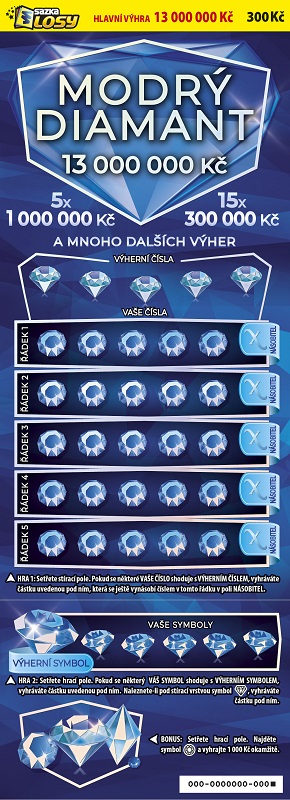 sazka
LOSY
HLAVNÍ VÝHRA 13 000 000 Kč
300 Kč
MODRÝ
DIAMANT
13 000 000 Kč
5x
1 000 000 Kč
15x
300 000 Kč
A MNOHO DALŠÍCH VÝHER
VÝHERNÍ ČÍSLA
VAŠE ČÍSLA
ŘÁDEK 1
X
NÁSOBITEL
ŘÁDEK 2
X
NÁSOBITEL
ŘÁDEK 3
X
NÁSOBITEL
ŘÁDEK 4
X
NÁSOBITEL
ŘÁDEK 5
X
NÁSOBITEL
HRA 1: Setřete stírací pole. Pokud se některé VAŠE ČÍSLO shoduje s VÝHERNÍM ČÍSLEM, vyhráváte
částku uvedenou pod ním, která se ještě vynásobí číslem v tomto řádku v poli NÁSOBITEL.
VAŠE SYMBOLY
VÝHERNÍ SYMBOL
HRA 2: Setřete hrací pole. Pokud se některý VÁŠ SYMBOL shoduje s VÝHERNÍM SYMBOLEM,
vyhráváte částku uvedenou pod ním. Naleznete-li pod stírací vrstvou symbol , vyhráváte
částku pod ním.
BONUS: Setřete hrací pole. Najděte
symbol a vyhrajte 1 000 Kč okamžitě.
000-0000000-000